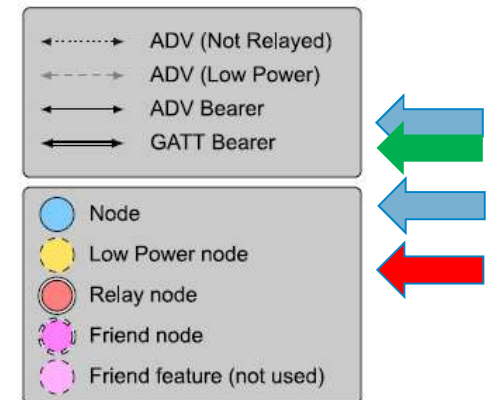 ADV (Not Relayed)
ADV (Low Power)
ADV Bearer
GATT Bearer
Node
Low Power node
Relay node
Friend node
Friend feature (not used)